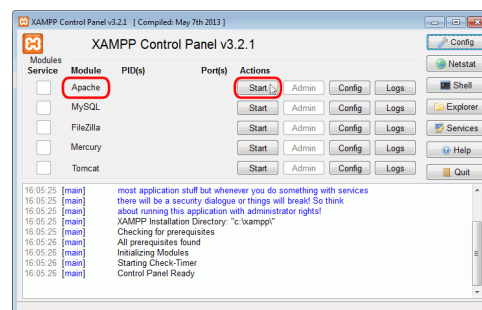 XAMPP Control Panel v3.2.1 [ Compiled: May 7th 2013 ]
XAMPP Control Panel v3.2.1
Config
Netstat
Shell
Explorer
Services
Help
Quit
Modules
Service Module PID(s) Port(s) Actions
Apache Start Admin Config Logs
MySQL Start Admin Config Logs
FileZilla Start Admin Config Logs
Mercury Start Admin Config Logs
Tomcat Start Admin Config Logs
16:05:25 [main] most application stuff but whenever you do something with services
16:05:25 [main] there will be a security dialogue or things will break! So think
16:05:25 [main] about running this application with administrator rights!
16:05:25 [main] XAMPP Installation Directory: "c:\xampp\"
16:05:25 [main] Checking for prerequisites
16:05:26 [main] All prerequisites found
16:05:26 [main] Initializing Modules
16:05:26 [main] Starting Check-Timer
16:05:26 [main] Control Panel Ready